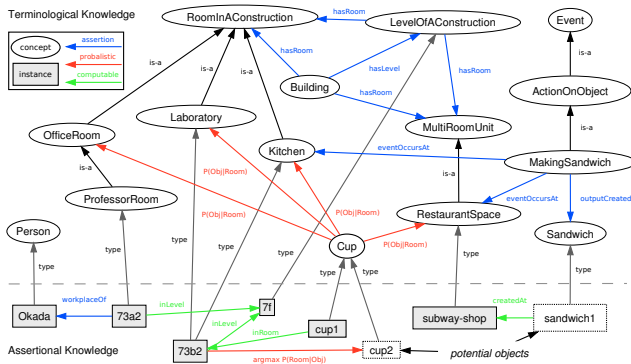 Terminological Knowledge
concept
instance
assertion
probalistic
computable
RoomInAConstruction
hasRoom
LevelOfAConstruction
Event
is-a
is-a
is-a
hasRoom
hasLevel
hasRoom
Building
hasRoom
is-a
ActionOnObject
Laboratory
OfficeRoom
Kitchen
MultiRoomUnit
is-a
eventOccursAt
MakingSandwich
is-a
is-a
P(Obj|Room)
ProfessorRoom
P(Obj|Room)
P(Obj|Room)
eventOccursAt
outputCreated
RestaurantSpace
Person
Cup
P(Obj|Room)
Sandwich
type
type
type
type
type
type
type
type
type
Okada
workplaceOf
73a2
inLevel
7f
inLevel
inRoom
cup1
subway-shop
createdAt
sandwich1
73b2
argmax P(Room|Obj)
cup2
potential objects
Assertional Knowledge